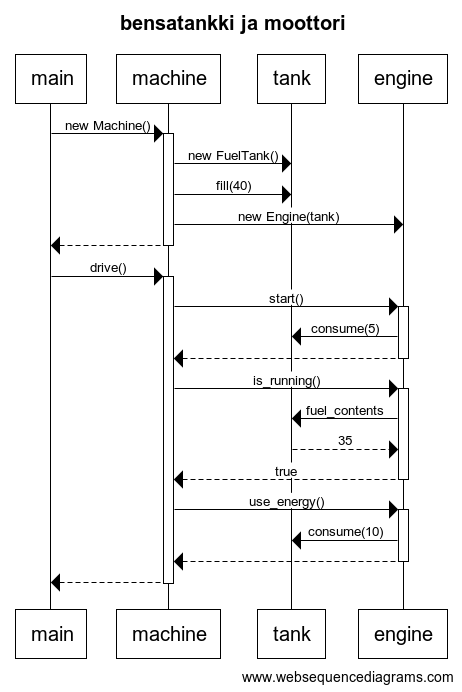 bensatankki ja moottori
main machine tank engine
new Machine()
new FuelTank()
fill(40)
new Engine(tank)
drive()
start()
consume(5)
is_running()
fuel_contents
35
true
use_energy()
consume(10)
main machine tank engine
www.websequencediagrams.com